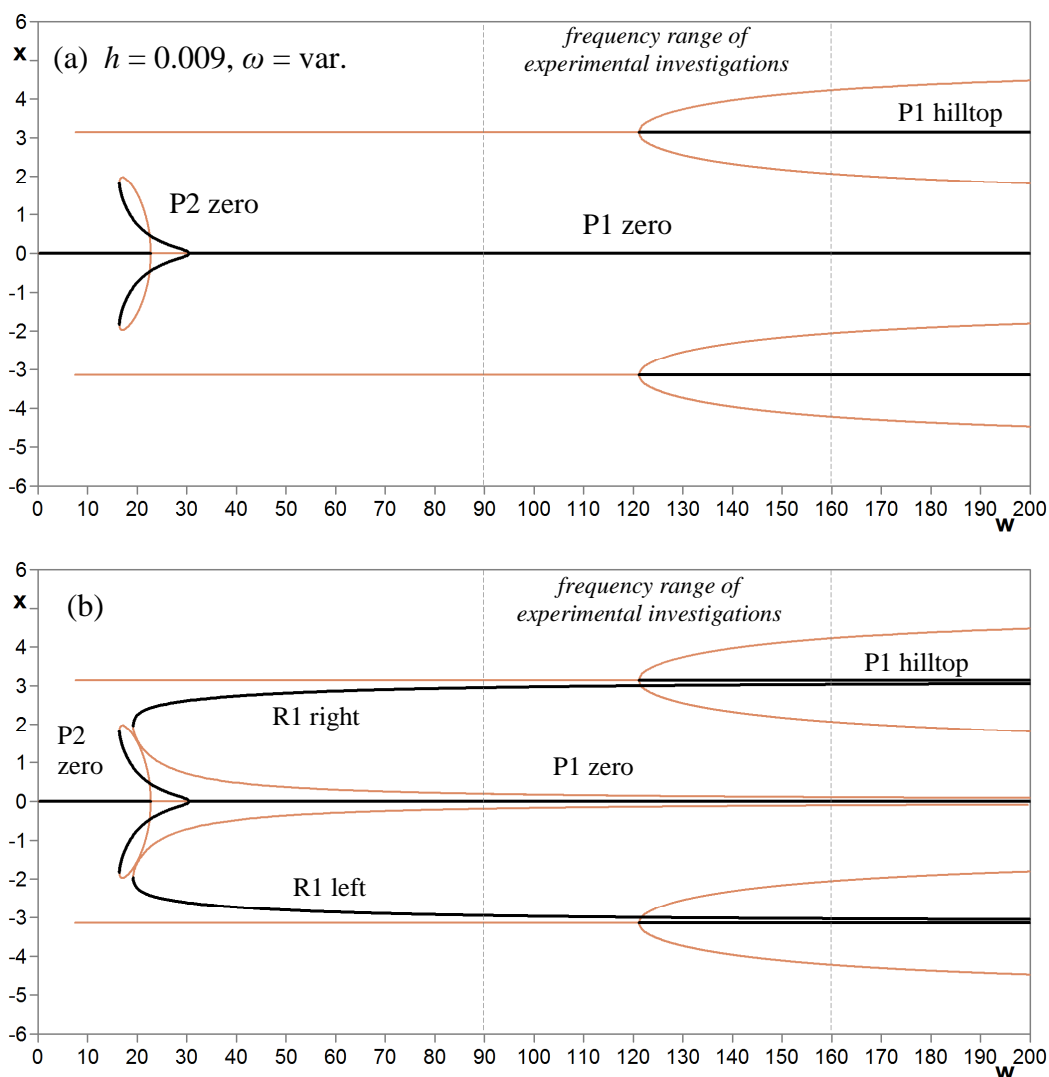 6
x
(a) h = 0.009, ω = var.
frequency range of
experimental investigations
4
P1 hilltop
3
2
P2 zero
1
P1 zero
0
-1
-2
-3
-4
-5
-6
0 10 20 30 40 50 60 70 80 90 100 110 120 130 140 150 160 170 180 190 200
w
6
x
(b)
frequency range of
experimental investigations
4
P1 hilltop
3
R1 right
2
P2
zero
1
P1 zero
0
-1
-2
R1 left
-3
-4
-5
-6
0 10 20 30 40 50 60 70 80 90 100 110 120 130 140 150 160 170 180 190 200
w